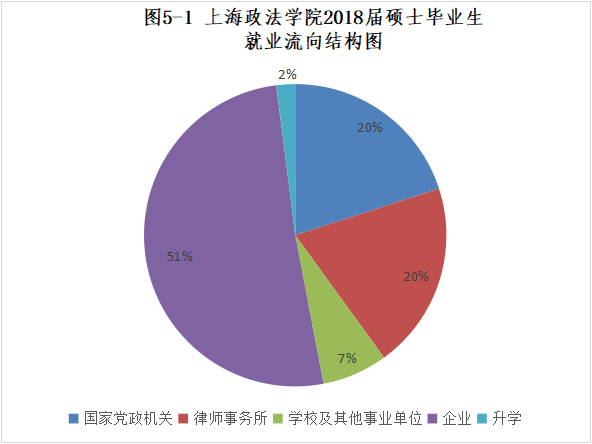 图5-1 上海政法学院2018届硕士毕业生
就业流向结构图
2%
20%
20%
7%
51%
国家党政机关 律师事务所 学校及其他事业单位 企业 升学